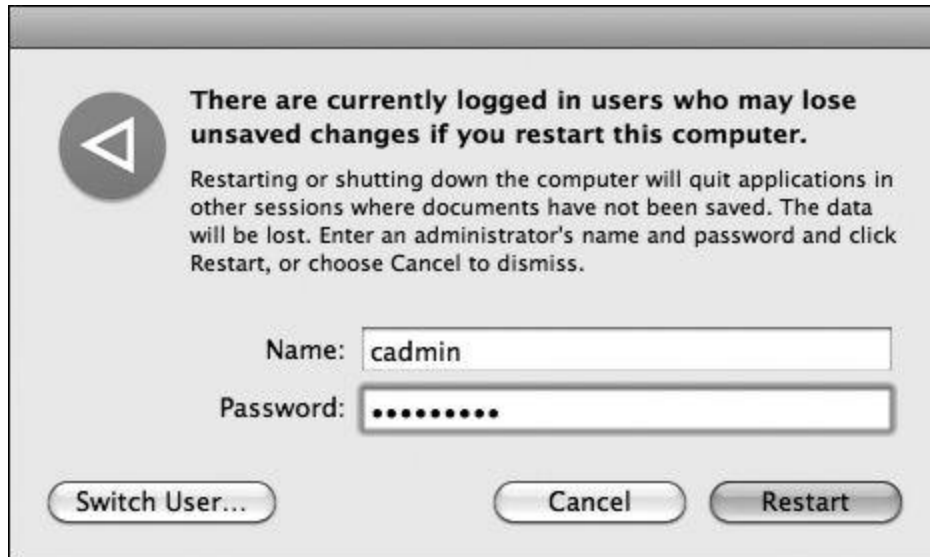 There are currently logged in users who may lose
unsaved changes if you restart this computer.
Restarting or shutting down the computer will quit applications in
other sessions where documents have not been saved. The data
will be lost. Enter an administrator's name and password and click
Restart, or choose Cancel to dismiss.
Name: cadmin
Password: •••••••••
Switch User... Cancel Restart